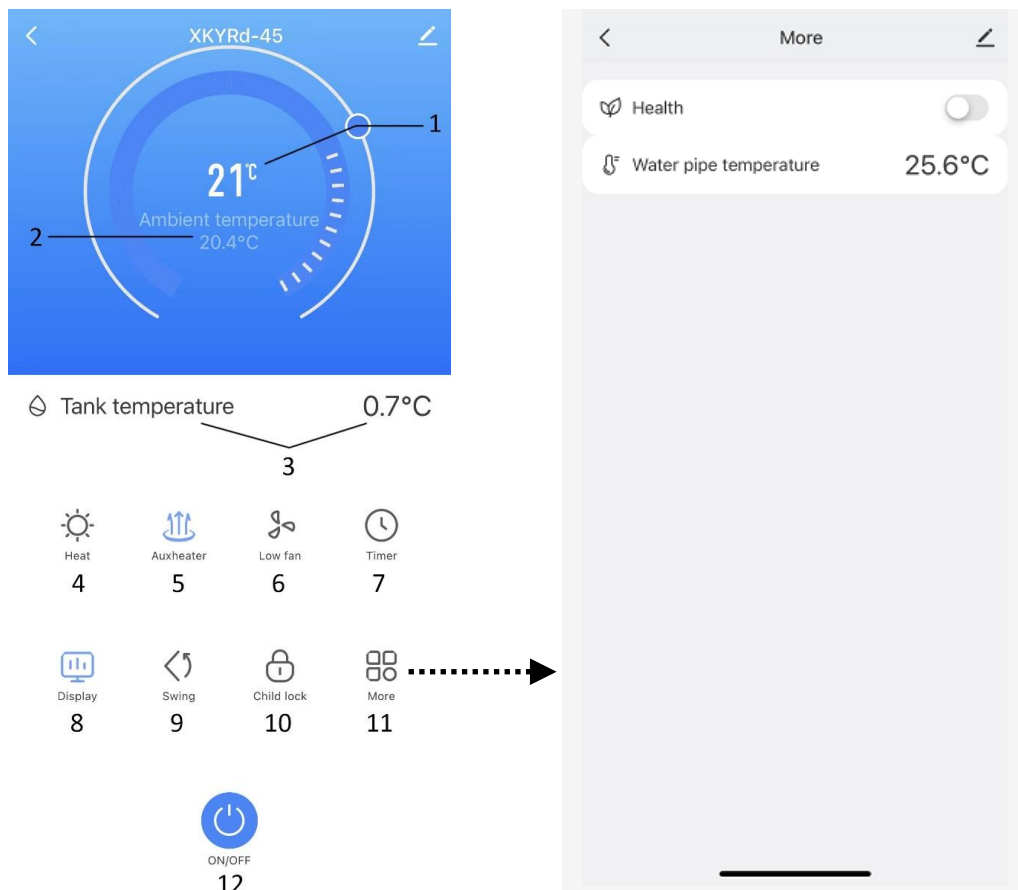 XKYRd-45
1
21°C
Ambient temperature
2
20.4°C
Tank temperature 0.7°C
3
Heat Auxheater Low fan Timer
4 5 6 7
Display Swing Child lock More
8 9 10 11
ON/OFF
12
More
Health
Water pipe temperature 25.6°C